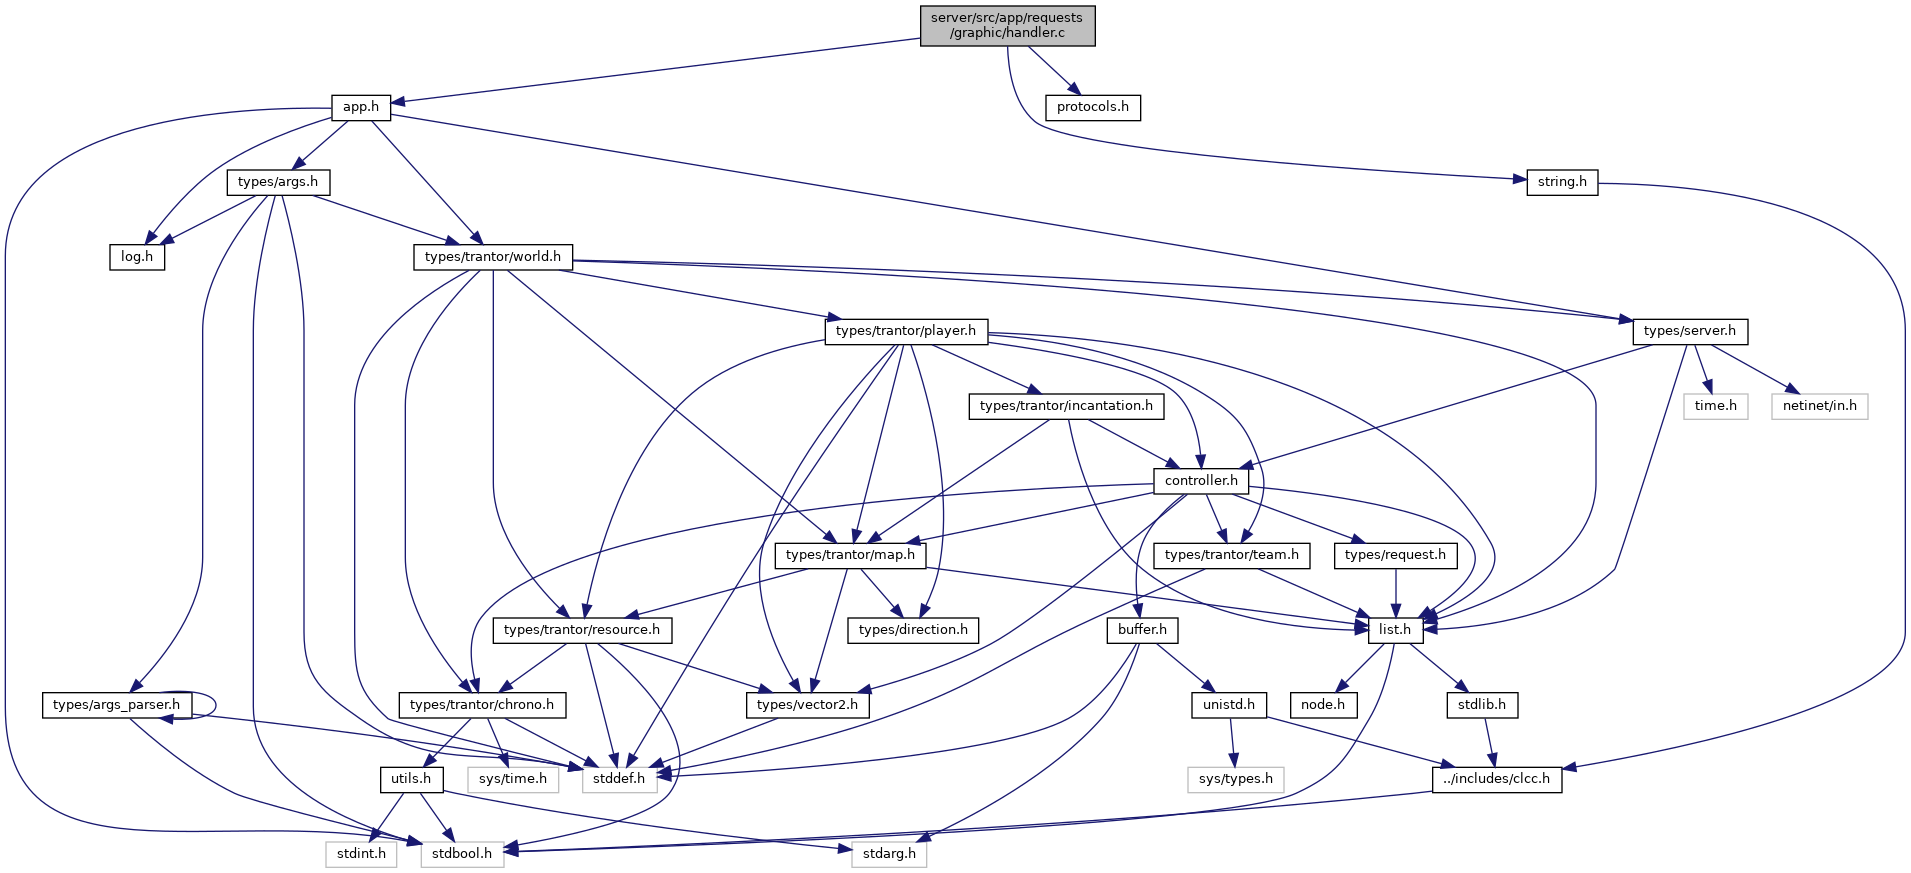 server/src/app/requests
/graphic/handler.c
app.h
protocols.h
types/args.h
string.h
log.h
types/trantor/world.h
types/trantor/player.h
types/server.h
types/trantor/incantation.h
time.h
netinet/in.h
controller.h
types/trantor/map.h
types/trantor/team.h
types/request.h
types/trantor/resource.h
types/direction.h
buffer.h
list.h
types/args_parser.h
types/trantor/chrono.h
types/vector2.h
unistd.h
node.h
stdlib.h
utils.h
sys/time.h
stddef.h
sys/types.h
../includes/clcc.h
stdint.h
stdbool.h
stdarg.h